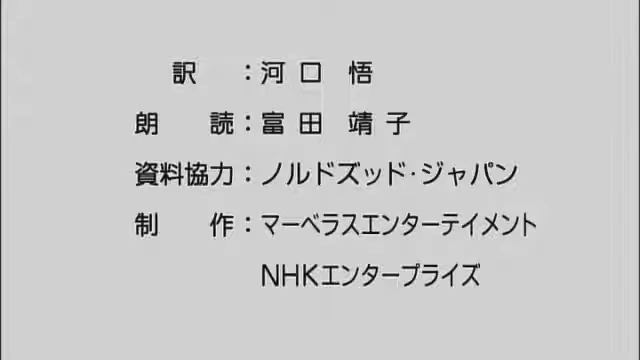 訳 : 河口 悟
朗読 : 富田 靖子
資料協力 : ノルドズッド・ジャパン
制作 : マーベラスエンターテイメント
NHKエンタープライズ